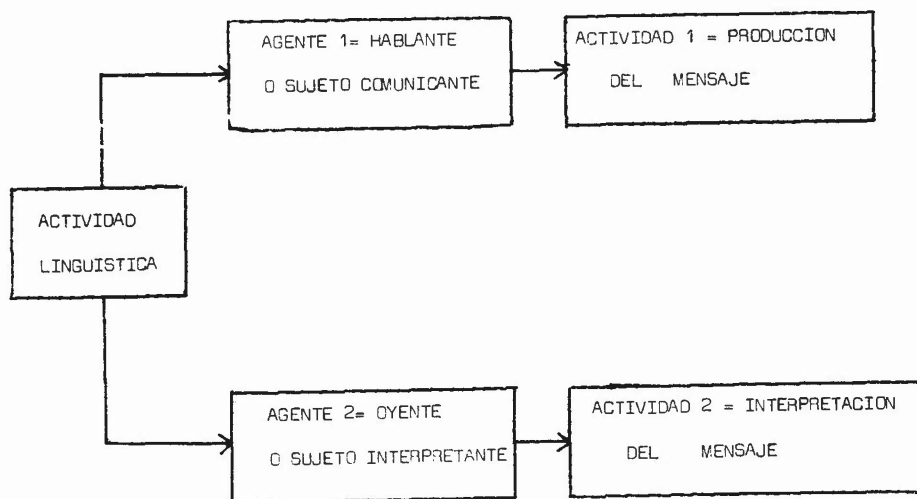 AGENTE 1= HABLANTE
O SUJETO COMUNICANTE
ACTIVIDAD 1 = PRODUCCION
DEL MENSAJE
ACTIVIDAD
LINGUISTICA
AGENTE 2= OYENTE
O SUJETO INTERPRETANTE
ACTIVIDAD 2 = INTERPRETACION
DEL MENSAJE